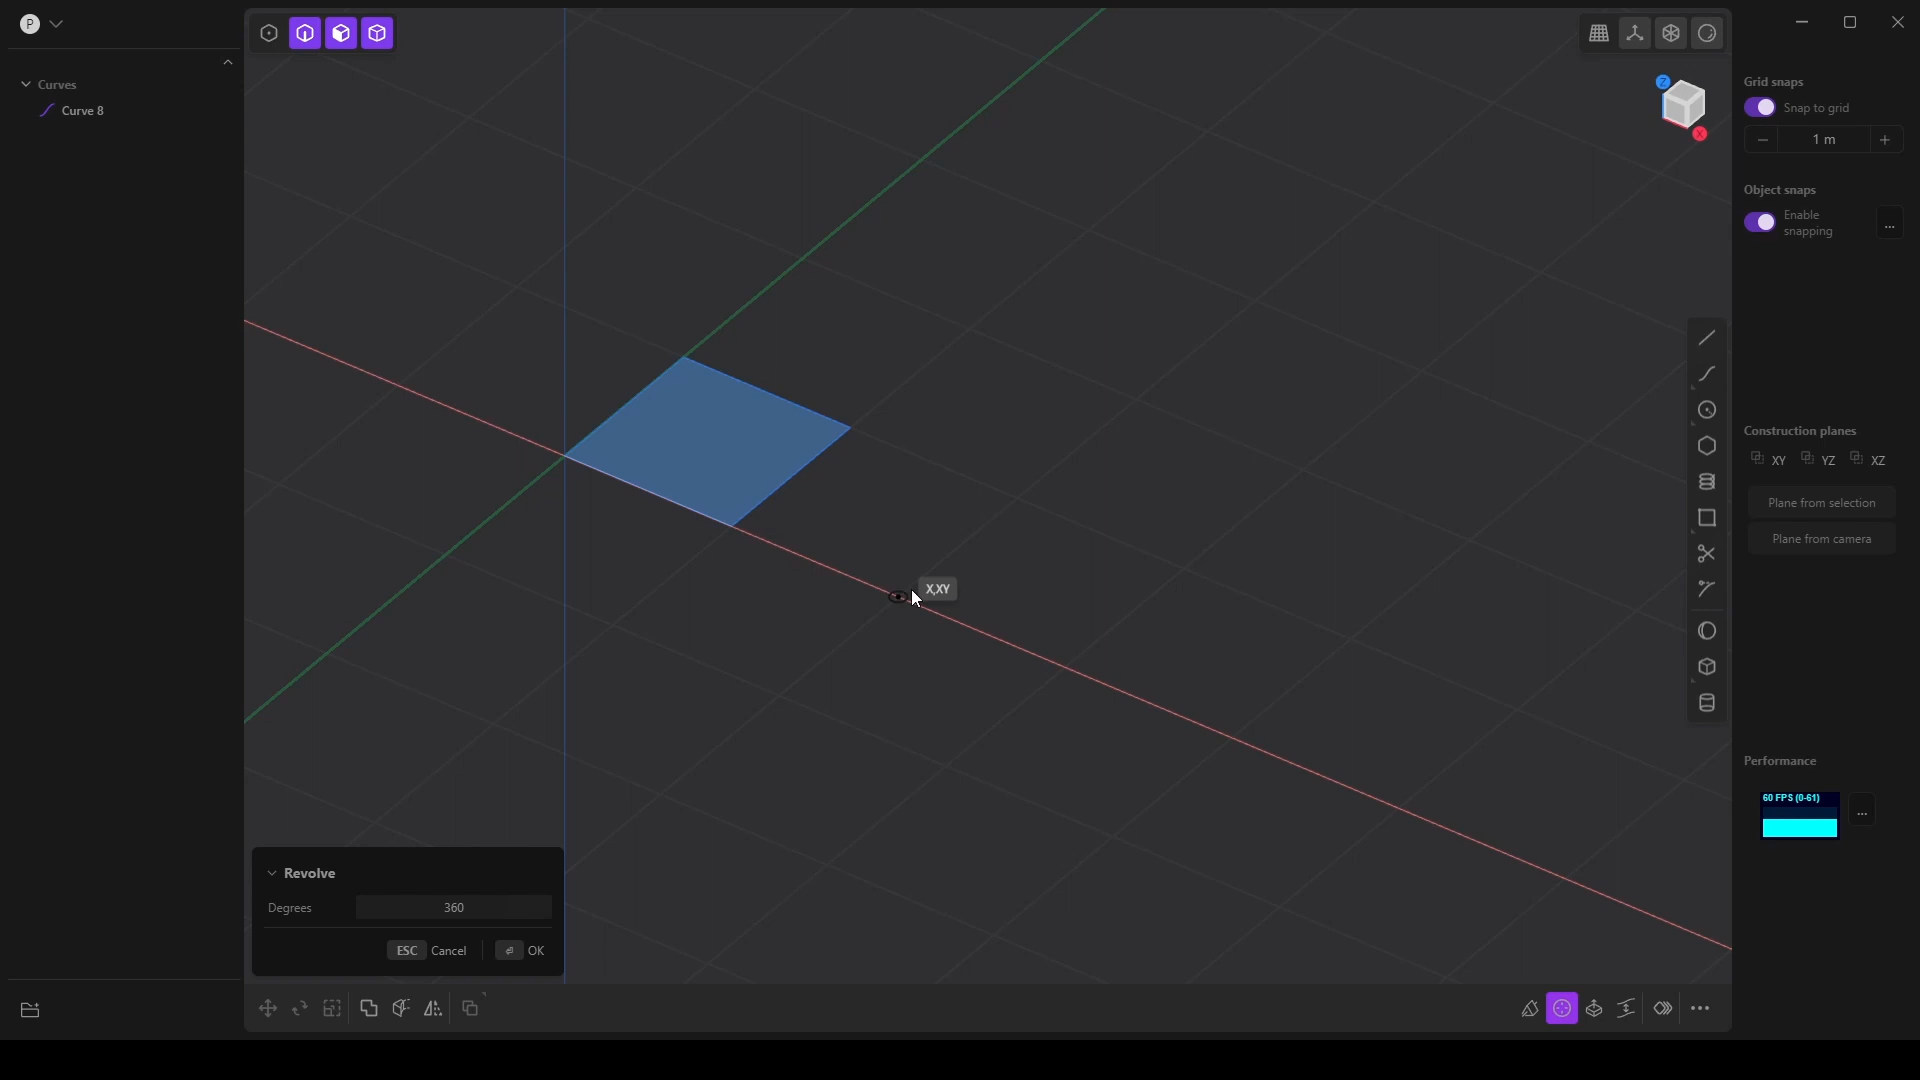 P
Curves
Curve 8
Z
X
Grid snaps
Snap to grid
1 m
Object snaps
Enable
snapping
...
X,XY
Construction planes
XY YZ XZ
Plane from selection
Plane from camera
Performance
60 FPS (0-61)
...
Revolve
Degrees 360
ESC Cancel OK